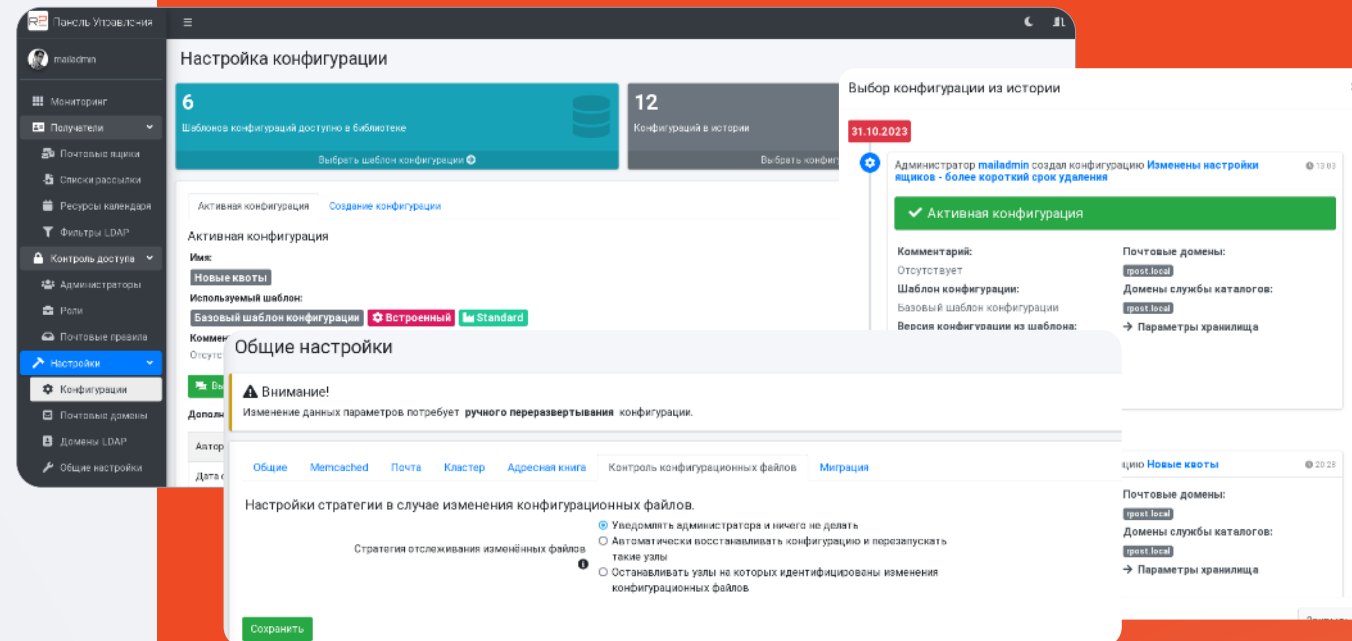 R2 Панель Управления
mailadmin
Мониторинг
Получатели
Почтовые ящики
Списки рассылки
Ресурсы календаря
Фильтры LDAP
Контроль доступа
Администраторы
Роли
Почтовые правила
Настройки
Конфигурации
Почтовые домены
Домены LDAP
Общие настройки
Настройка конфигурации
6
Шаблонов конфигураций доступно в библиотеке
Выбрать шаблон конфигурации
12
Конфигураций в истории
Выбрать
Активная конфигурация Создание конфигурации
Активная конфигурация
Имя:
Новые квоты
Используемый шаблон:
Базовый шаблон конфигурации Встроенный Standard
Выбор конфигурации из истории
31.10.2023
Администратор mailadmin создал конфигурацию Изменены настройки 13:03
ящиков - более короткий срок удаления
Активная конфигурация
Комментарий: Почтовые домены:
Отсутствует rpost.local
Шаблон конфигурации: Домены службы каталогов:
Базовый шаблон конфигурации rpost.local
Версия конфигурации из шаблона: → Параметры хранилища
Новые квоты 20:28
Почтовые домены:
rpost.local
Домены службы каталогов:
rpost.local
→ Параметры хранилища
Общие настройки
Внимание!
Изменение данных параметров потребует ручного переразвертывания конфигурации.
Общие Memcached Почта Кластер Адресная книга Контроль конфигурационных файлов Миграция
Настройки стратегии в случае изменения конфигурационных файлов.
Стратегия отслеживания изменённых файлов
Уведомлять администратора и ничего не делать
Автоматически восстанавливать конфигурацию и перезапускать
такие узлы
Останавливать узлы на которых идентифицированы изменения
конфигурационных файлов
Сохранить